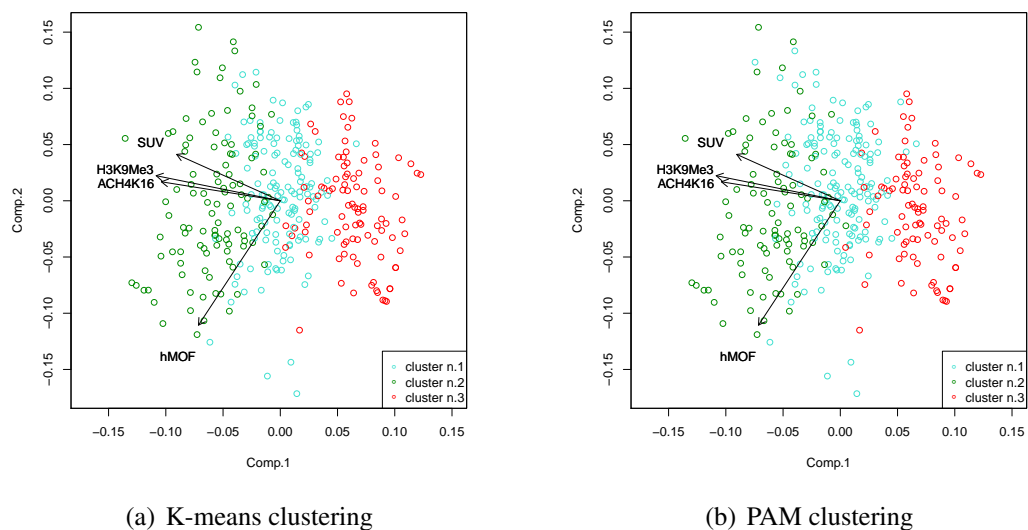 0.15
0.10
0.05
0.00
−0.05
−0.10
−0.15
Comp.2
SUV
H3K9Me3
ACH4K16
hMOF
cluster n.1
cluster n.2
cluster n.3
−0.15 −0.10 −0.05 0.00 0.05 0.10 0.15
Comp.1
(a) K-means clustering
0.15
0.10
0.05
0.00
−0.05
−0.10
−0.15
Comp.2
SUV
H3K9Me3
ACH4K16
hMOF
cluster n.1
cluster n.2
cluster n.3
−0.15 −0.10 −0.05 0.00 0.05 0.10 0.15
Comp.1
(b) PAM clustering